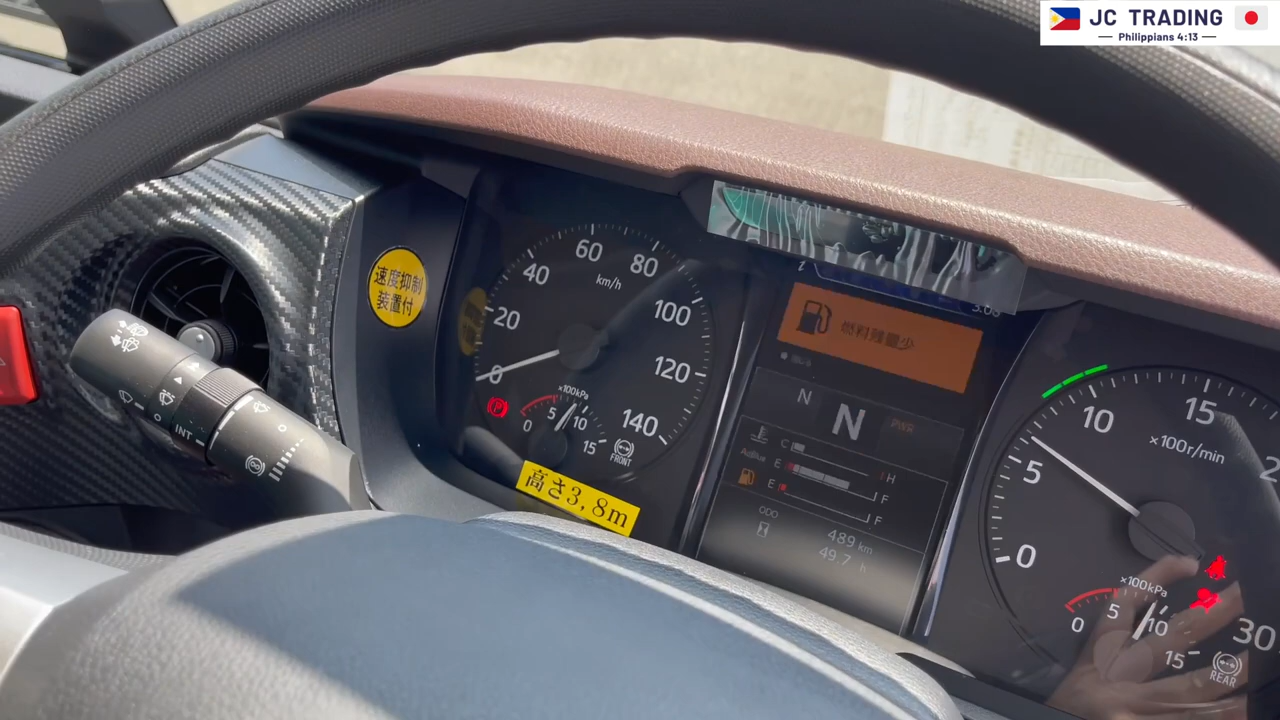 JC TRADING
Philippians 4:13
速度抑制
装置付
INT
0
20
40
60
80
100
120
140
km/h
×100kPa
0
5
10
15
FRONT
高さ3,8m
燃料残量少
N
N
PWR
C
H
AdBlue
E
F
E
F
ODO
489 km
49.7 h
0
5
10
15
30
×100r/min
×100kPa
0
5
10
15
REAR